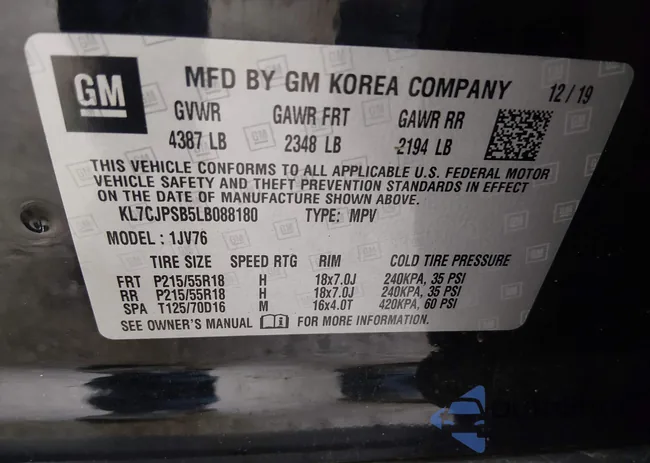 GM
MFD BY GM KOREA COMPANY 12/19
GVWR GAWR FRT GAWR RR
4387 LB 2348 LB 2194 LB
THIS VEHICLE CONFORMS TO ALL APPLICABLE U.S. FEDERAL MOTOR
VEHICLE SAFETY AND THEFT PREVENTION STANDARDS IN EFFECT
ON THE DATE OF MANUFACTURE SHOWN ABOVE.
KL7CJPSB5LB088180 TYPE: MPV
MODEL: 1JV76
TIRE SIZE SPEED RTG RIM COLD TIRE PRESSURE
FRT P215/55R18 H 18x7.0J 240KPA, 35 PSI
RR P215/55R18 H 18x7.0J 240KPA, 35 PSI
SPA T125/70D16 M 16x4.0T 420KPA, 60 PSI
SEE OWNER'S MANUAL FOR MORE INFORMATION.